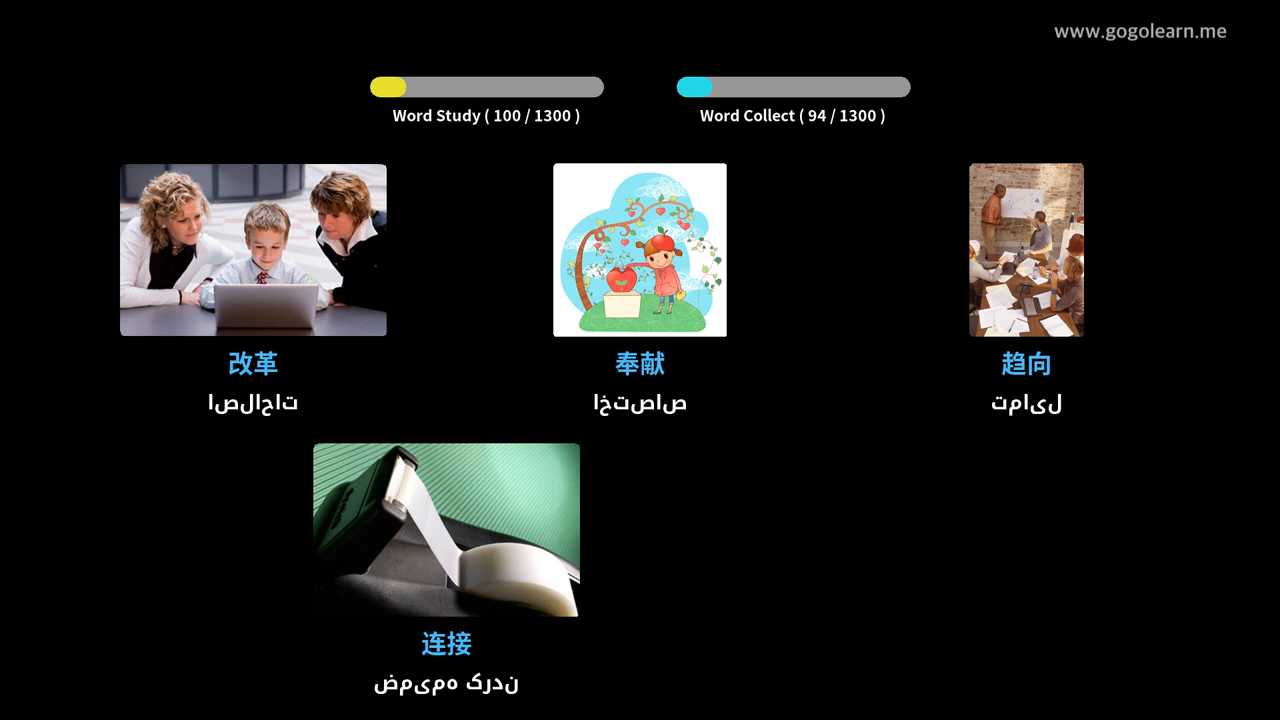 www.gogolearn.me
Word Study ( 100 / 1300 )
Word Collect ( 94 / 1300 )
改革
اصلاحات
奉献
اختصاص
趋向
تمایل
连接
ضمیمه کردن